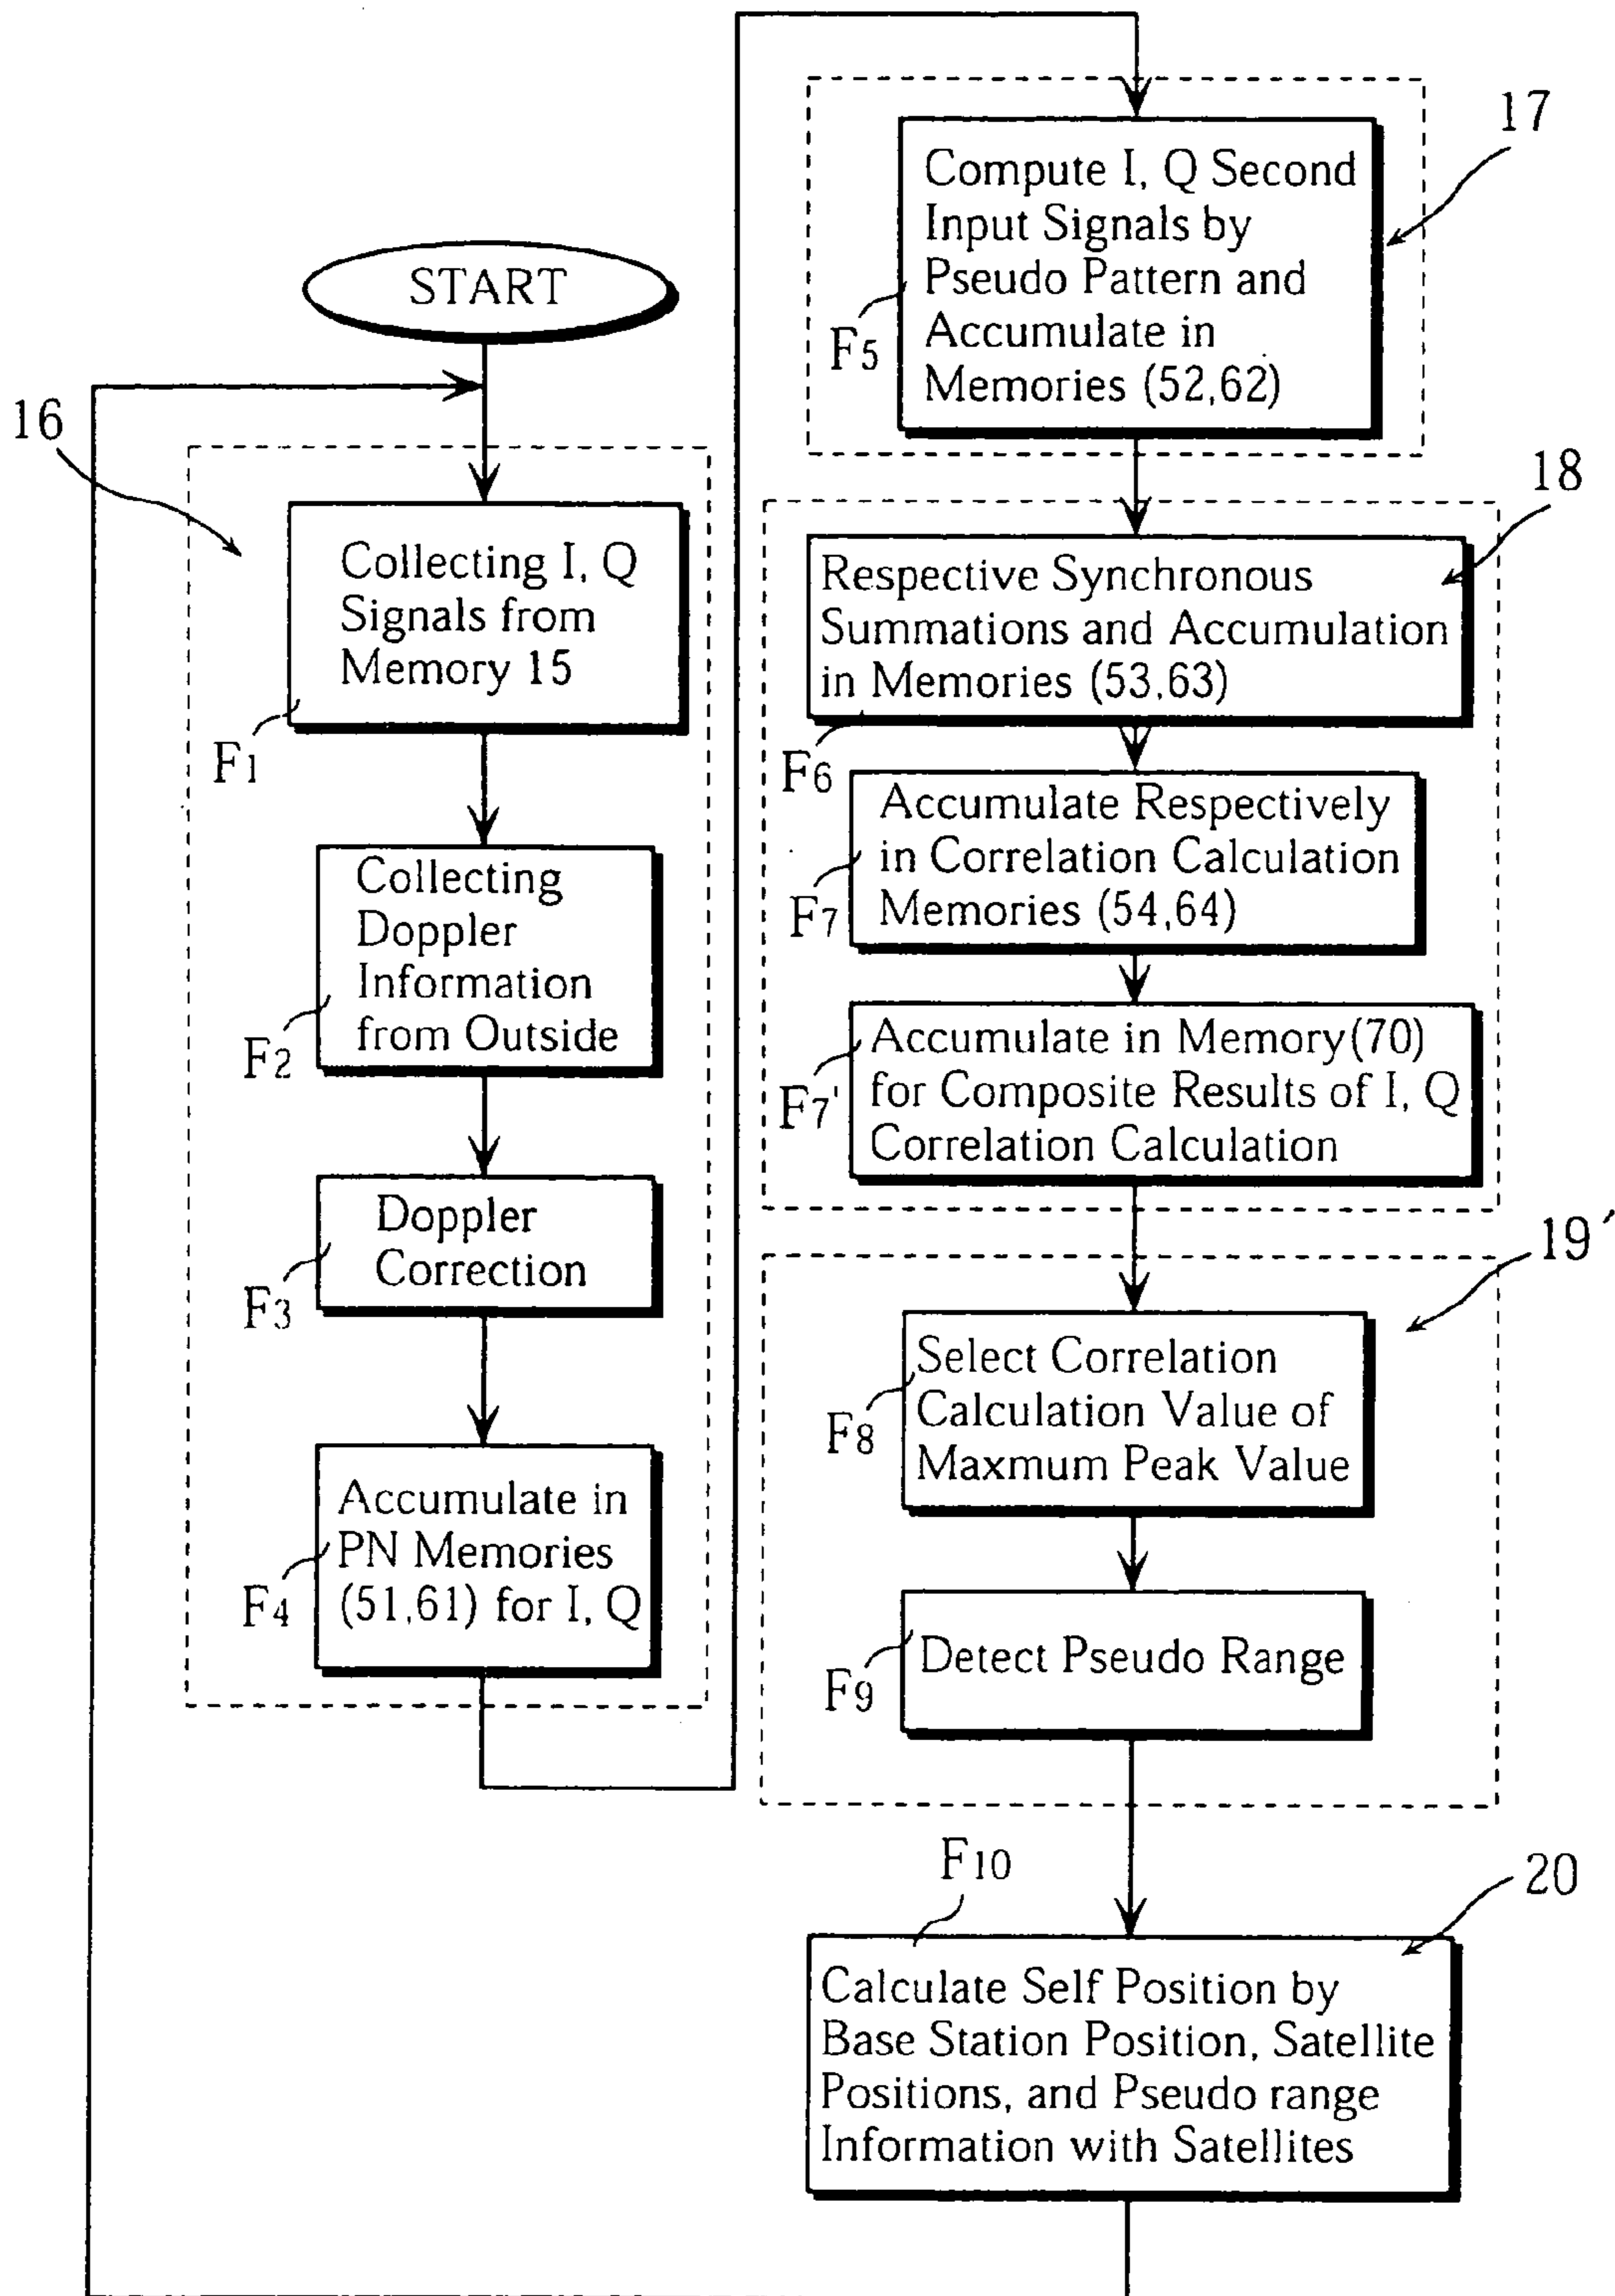 START
16
Collecting I, Q
Signals from
Memory 15
F1
Collecting
Doppler
Information
from Outside
F2
Doppler
Correction
F3
Accumulate in
PN Memories
(51,61) for I, Q
F4
17
Compute I, Q Second
Input Signals by
Pseudo Pattern and
Accumulate in
Memories (52,62)
F5
18
Respective Synchronous
Summations and Accumulation
in Memories (53,63)
F6
Accumulate Respectively
in Correlation Calculation
Memories (54,64)
F7
Accumulate in Memory(70)
for Composite Results of I, Q
Correlation Calculation
F7'
19'
Select Correlation
Calculation Value of
Maxmum Peak Value
F8
Detect Pseudo Range
F9
F10
20
Calculate Self Position by
Base Station Position, Satellite
Positions, and Pseudo range
Information with Satellites